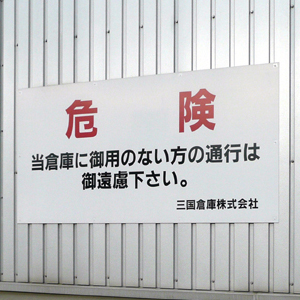 危険
当倉庫に御用のない方の通行は
御遠慮下さい。
三国倉庫株式会社